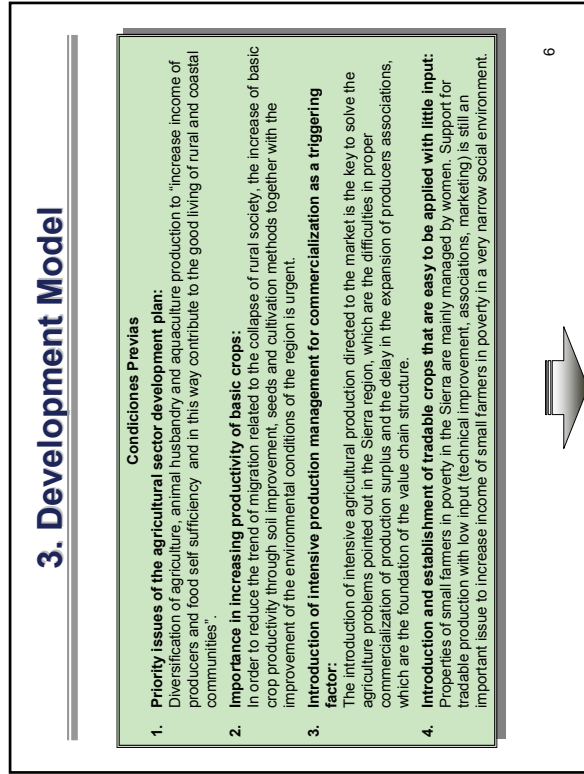 3. Development Model
Condiciones Previas
1. Priority issues of the agricultural sector development plan:
Diversification of agriculture, animal husbandry and aquaculture production to “increase income of
producers and food self sufficiency and in this way contribute to the good living of rural and coastal
communities”.
2. Importance in increasing productivity of basic crops:
In order to reduce the trend of migration related to the collapse of rural society, the increase of basic
crop productivity through soil improvement, seeds and cultivation methods together with the
improvement of the environmental conditions of the region is urgent.
3. Introduction of intensive production management for commercialization as a triggering
factor:
The introduction of intensive agricultural production directed to the market is the key to solve the
agriculture problems pointed out in the Sierra region, which are the difficulties in proper
commercialization of production surplus and the delay in the expansion of producers associations,
which are the foundation of the value chain structure.
4. Introduction and establishment of tradable crops that are easy to be applied with little input:
Properties of small farmers in poverty in the Sierra are mainly managed by women. Support for
tradable production with low input (technical improvement, associations, marketing) is still an
important issue to increase income of small farmers in poverty in a very narrow social environment.
6